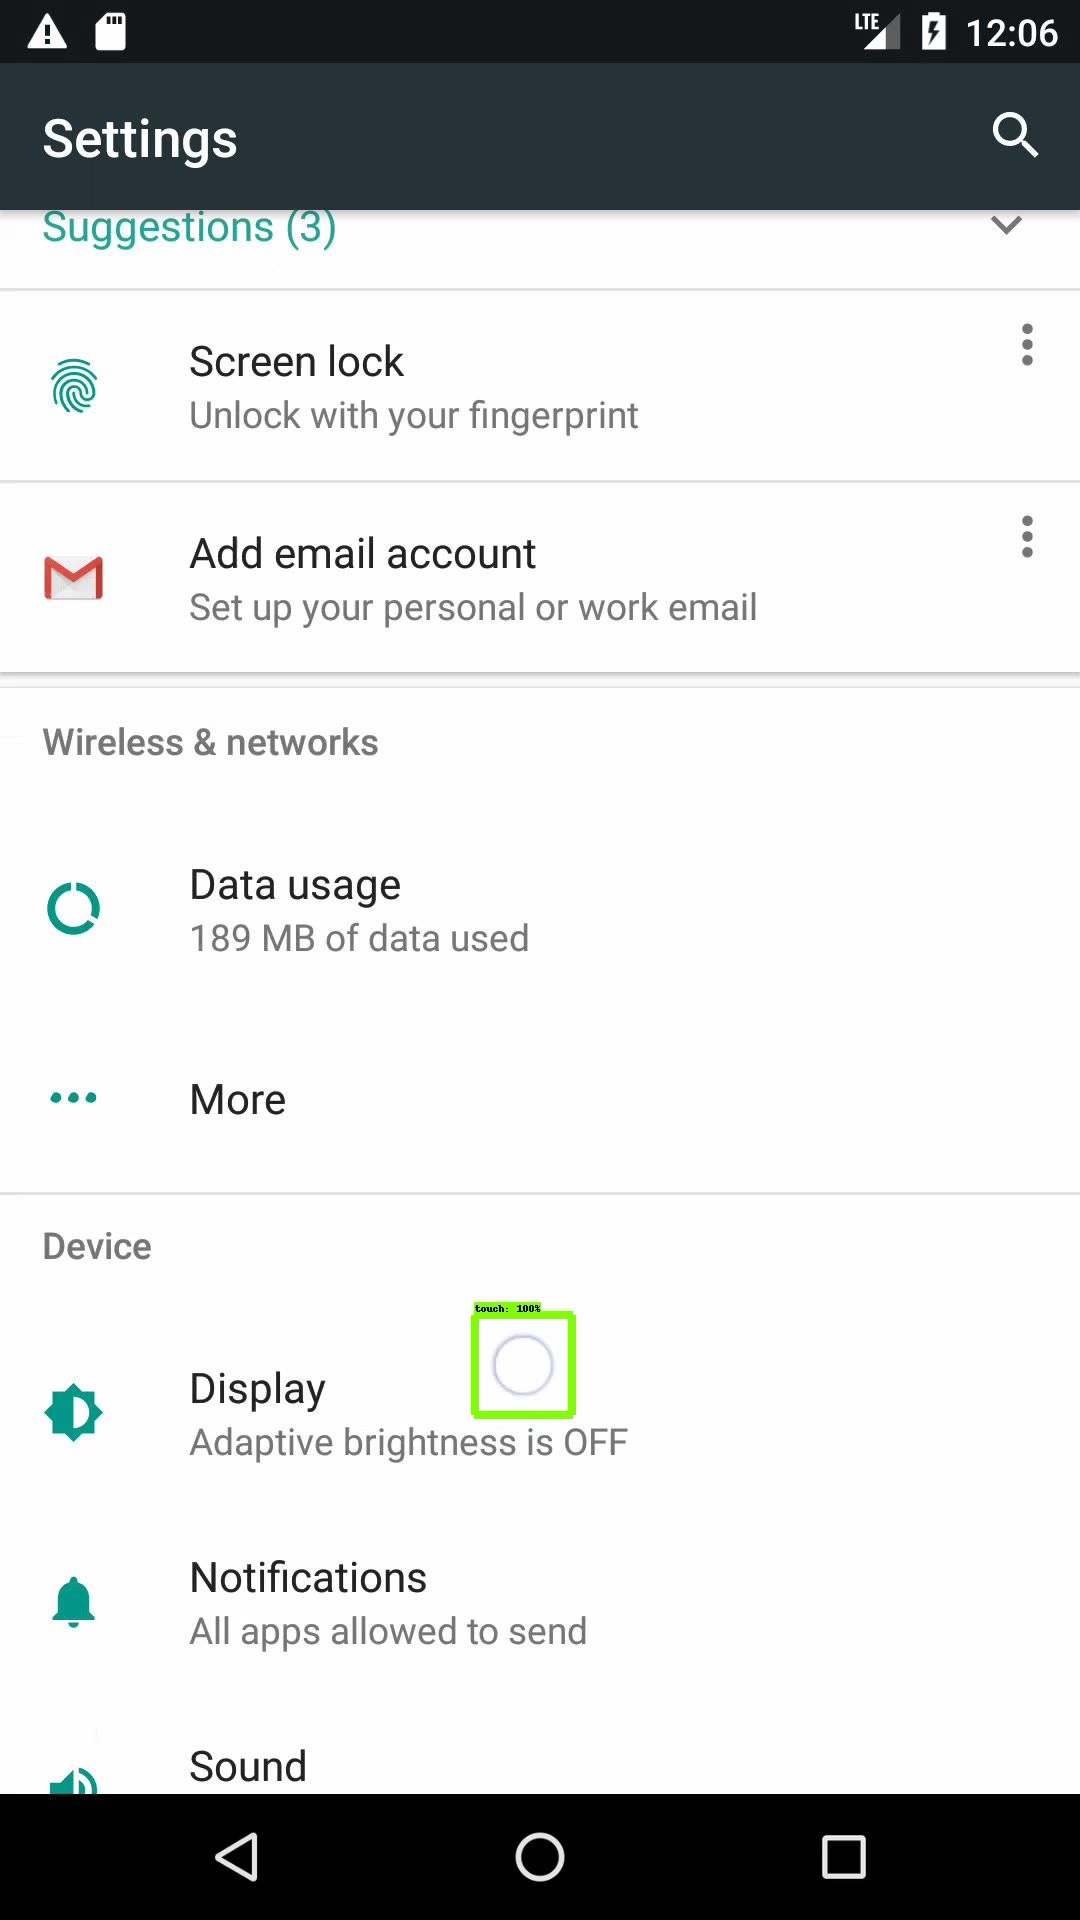 LTE 12:06
Settings
Suggestions (3)
Screen lock
Unlock with your fingerprint
Add email account
Set up your personal or work email
Wireless & networks
Data usage
189 MB of data used
More
Device
touch: 100%
Display
Adaptive brightness is OFF
Notifications
All apps allowed to send
Sound